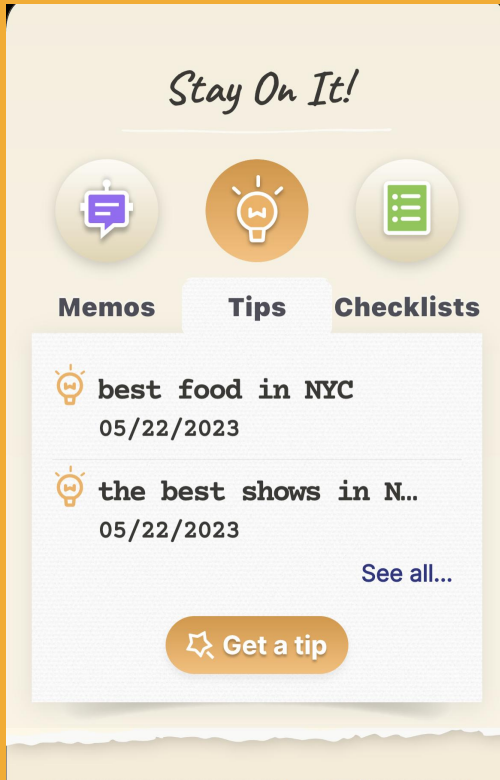 Stay On It!
Memos
Tips
Checklists
best food in NYC
05/22/2023
the best shows in N...
05/22/2023
See all...
Get a tip